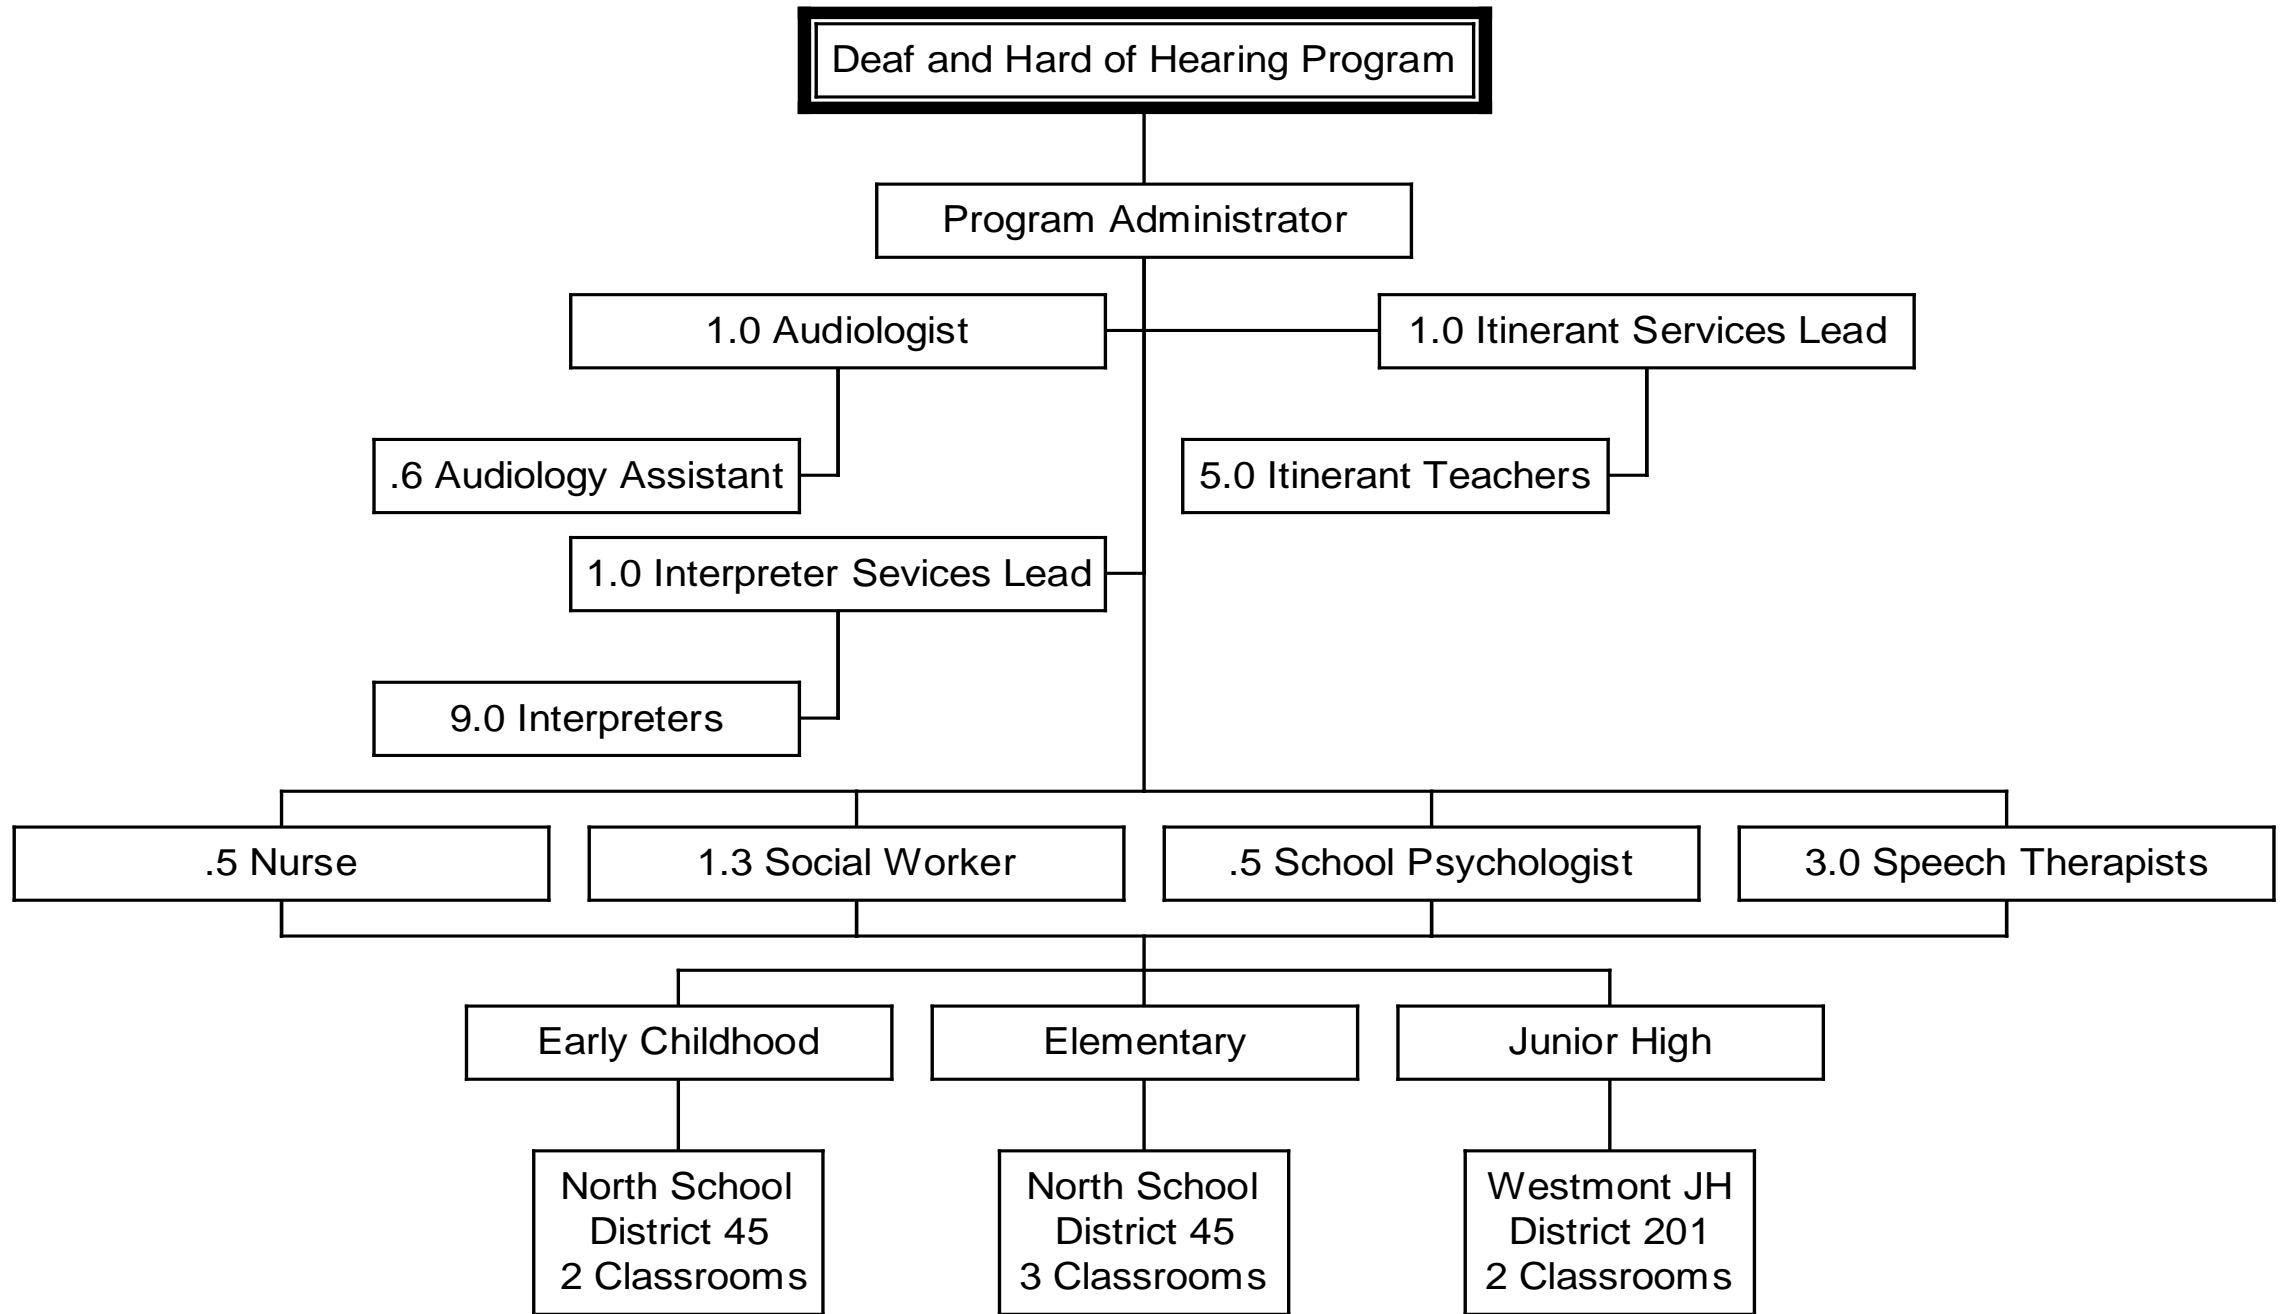 Deaf and Hard of Hearing Program
Program Administrator
1.0 Audiologist
1.0 Itinerant Services Lead
.6 Audiology Assistant
5.0 Itinerant Teachers
1.0 Interpreter Sevices Lead
9.0 Interpreters
.5 Nurse
1.3 Social Worker
.5 School Psychologist
3.0 Speech Therapists
Early Childhood
Elementary
Junior High
North School
District 45
2 Classrooms
North School
District 45
3 Classrooms
Westmont JH
District 201
2 Classrooms